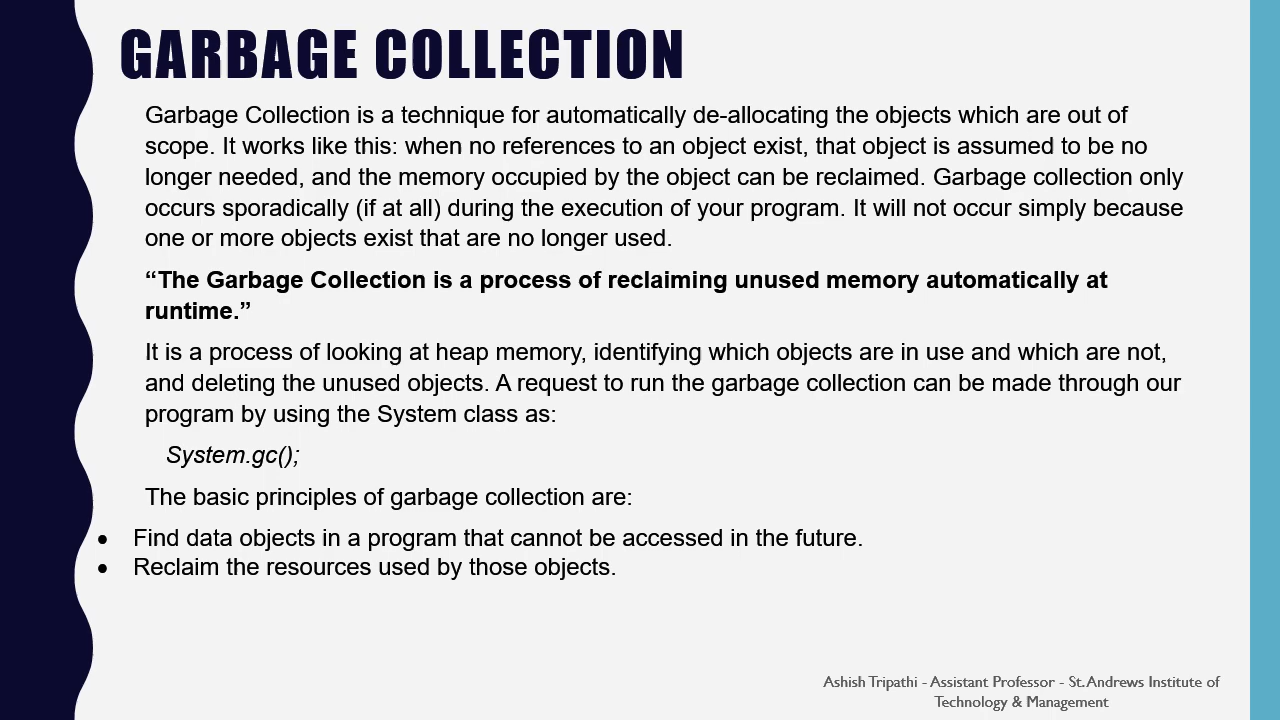 GARBAGE COLLECTION
Garbage Collection is a technique for automatically de-allocating the objects which are out of
scope. It works like this: when no references to an object exist, that object is assumed to be no
longer needed, and the memory occupied by the object can be reclaimed. Garbage collection only
occurs sporadically (if at all) during the execution of your program. It will not occur simply because
one or more objects exist that are no longer used.
“The Garbage Collection is a process of reclaiming unused memory automatically at
runtime.”
It is a process of looking at heap memory, identifying which objects are in use and which are not,
and deleting the unused objects. A request to run the garbage collection can be made through our
program by using the System class as:
System.gc();
The basic principles of garbage collection are:
● Find data objects in a program that cannot be accessed in the future.
● Reclaim the resources used by those objects.
Ashish Tripathi - Assistant Professor - St. Andrews Institute of
Technology & Management